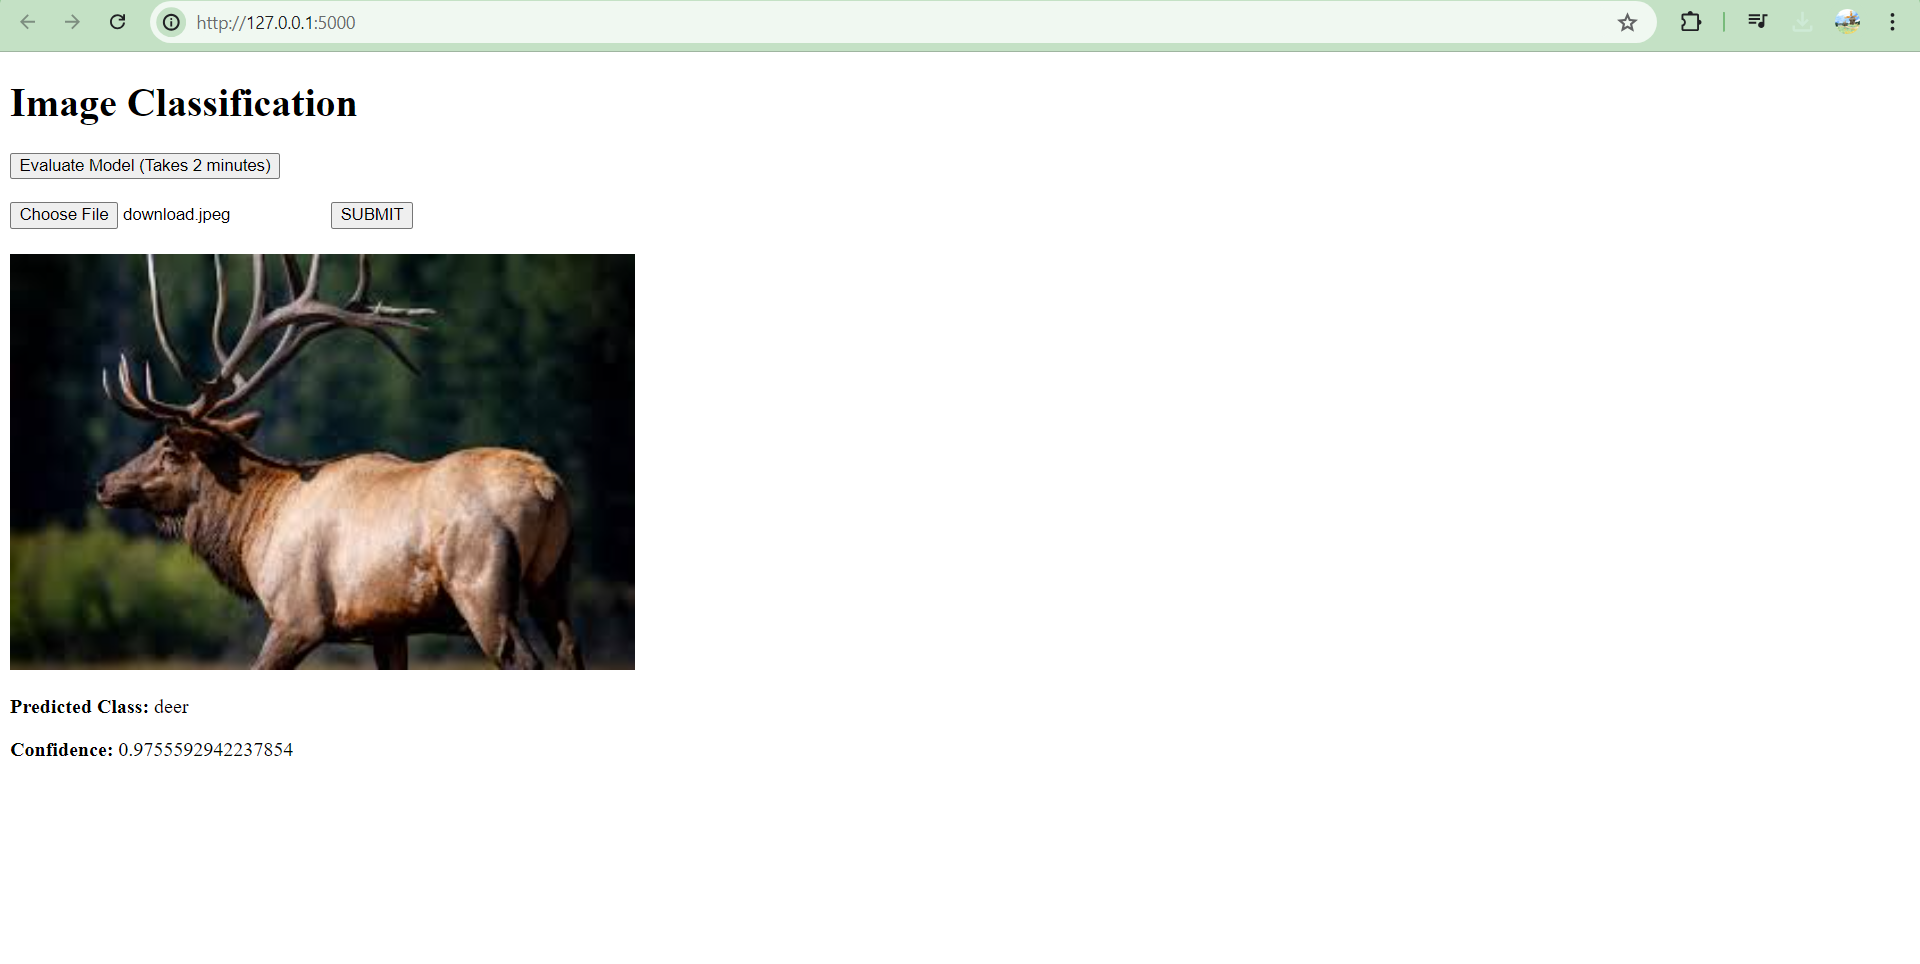 http://127.0.0.1:5000
Image Classification
Evaluate Model (Takes 2 minutes)
Choose File download.jpeg SUBMIT
Predicted Class: deer
Confidence: 0.9755592942237854